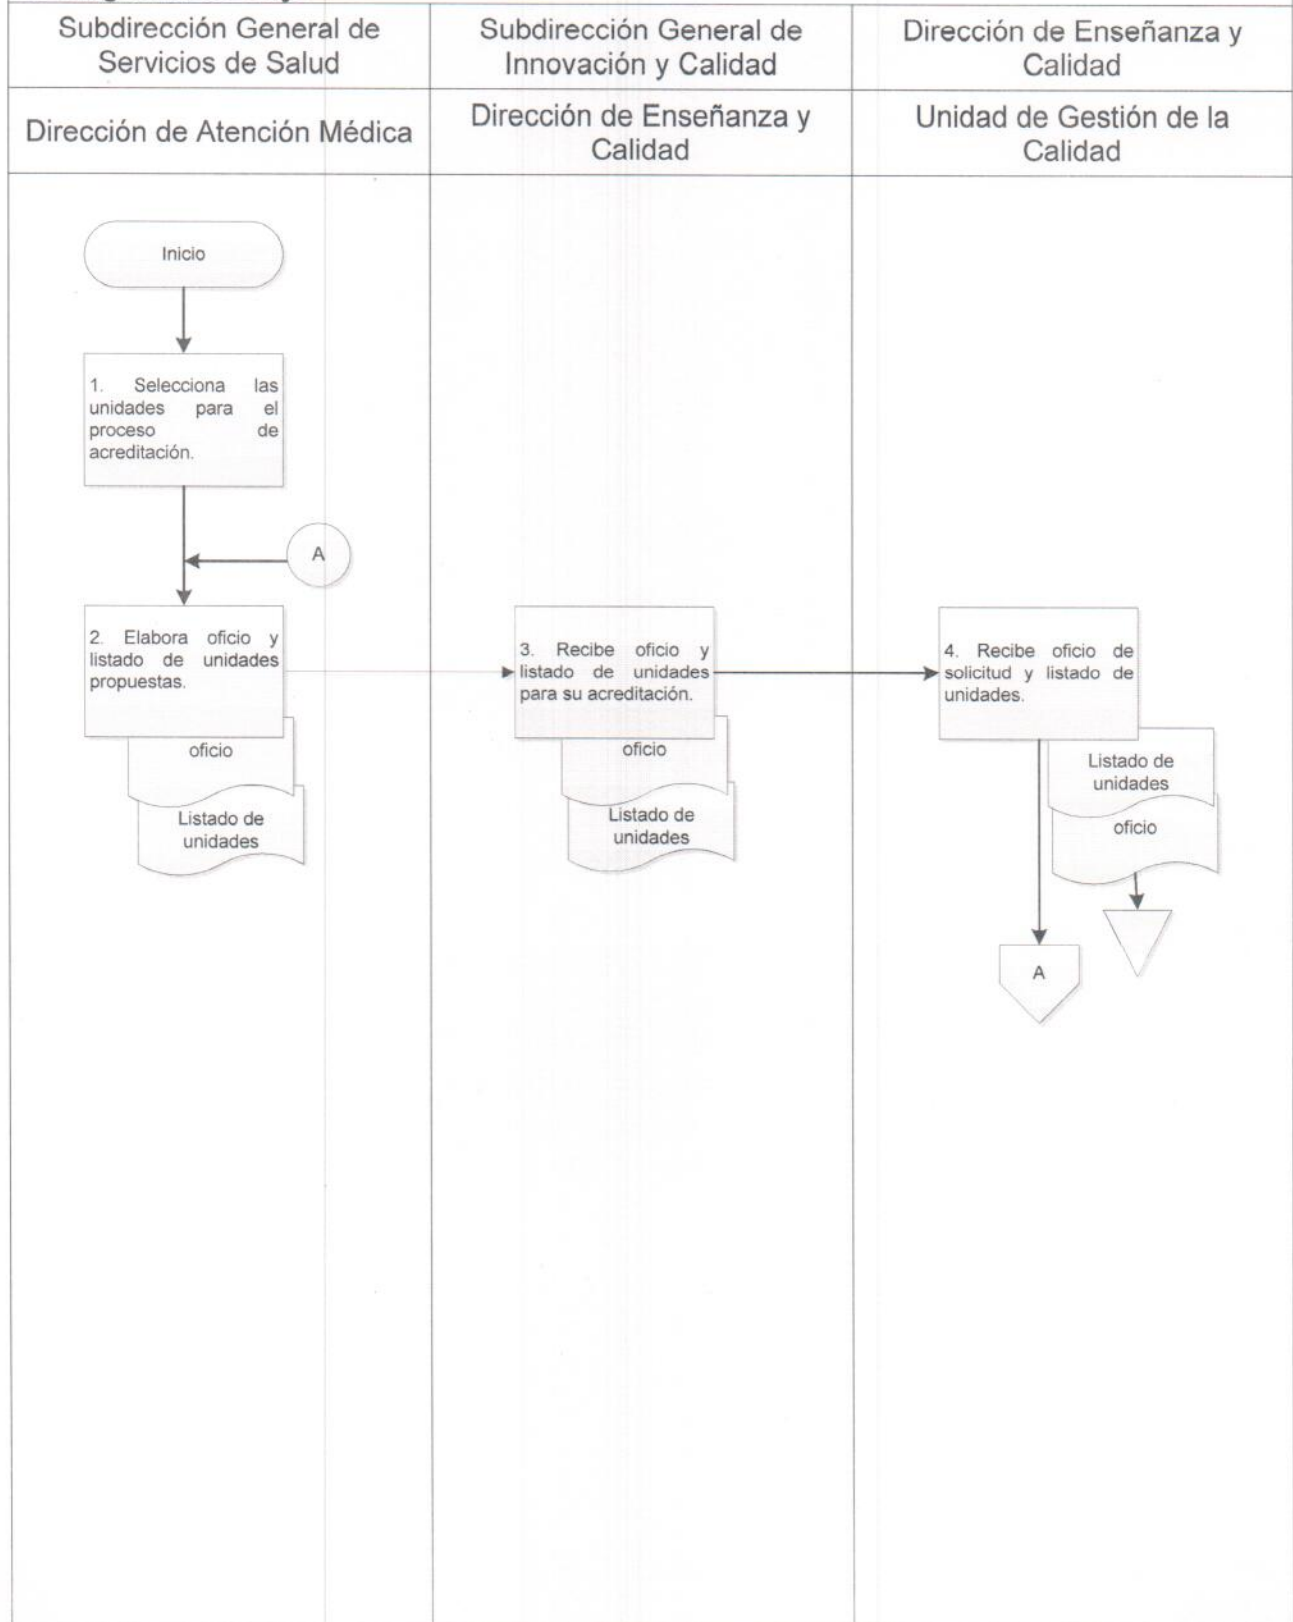 Subdirección General de
Servicios de Salud
Subdirección General de
Innovación y Calidad
Dirección de Enseñanza y
Calidad
Dirección de Atención Médica
Dirección de Enseñanza y
Calidad
Unidad de Gestión de la
Calidad
Inicio
1. Selecciona las
unidades para el
proceso de
acreditación.
A
2. Elabora oficio y
listado de unidades
propuestas.
oficio
Listado de
unidades
3. Recibe oficio y
listado de unidades
para su acreditación.
oficio
Listado de
unidades
4. Recibe oficio de
solicitud y listado de
unidades.
Listado de
unidades
oficio
A